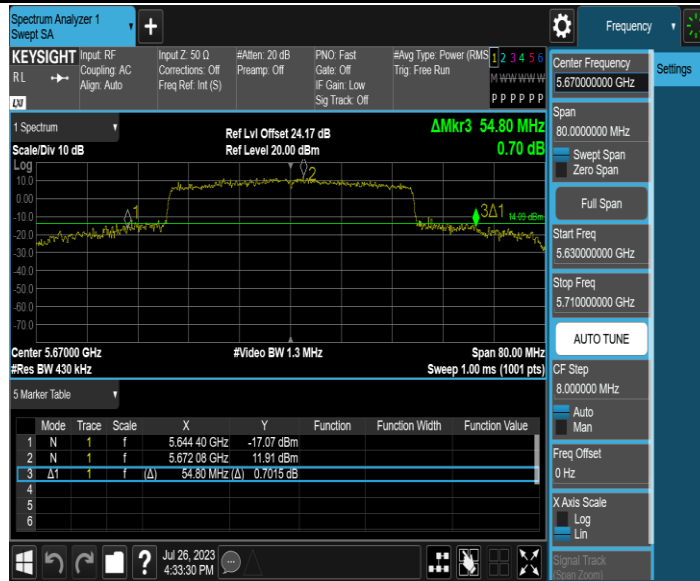 Spectrum Analyzer 1
Swept SA
+
Frequency
KEYSIGHT
RL
LXI
Input: RF
Coupling: AC
Align: Auto
Input Z: 50 Ω
Corrections: Off
Freq Ref: Int (S)
#Atten: 20 dB
Preamp: Off
PNO: Fast
Gate: Off
IF Gain: Low
Sig Track: Off
#Avg Type: Power (RMS
Trig: Free Run
1 2 3 4 5 6
M W W W W W
P P P P P P
1 Spectrum
Scale/Div 10 dB
Ref Lvl Offset 24.17 dB
Ref Level 20.00 dBm
ΔMkr3 54.80 MHz
0.70 dB
Log
10.0
0.00
-10.0
-20.0
-30.0
-40.0
-50.0
-60.0
-70.0
1
2
3Δ1
14.09 dBm
Center 5.67000 GHz
#Video BW 1.3 MHz
Span 80.00 MHz
#Res BW 430 kHz
Sweep 1.00 ms (1001 pts)
5 Marker Table
Mode Trace Scale X Y Function Function Width Function Value
1 N 1 f 5.644 40 GHz -17.07 dBm
2 N 1 f 5.672 08 GHz 11.91 dBm
3 Δ1 1 f (Δ) 54.80 MHz (Δ) 0.7015 dB
4
5
6
?
Jul 26, 2023
4:33:30 PM
Center Frequency
5.670000000 GHz
Settings
Span
80.0000000 MHz
Swept Span
Zero Span
Full Span
Start Freq
5.630000000 GHz
Stop Freq
5.710000000 GHz
AUTO TUNE
CF Step
8.000000 MHz
Auto
Man
Freq Offset
0 Hz
X Axis Scale
Log
Lin
Signal Track
(Span Zoom)